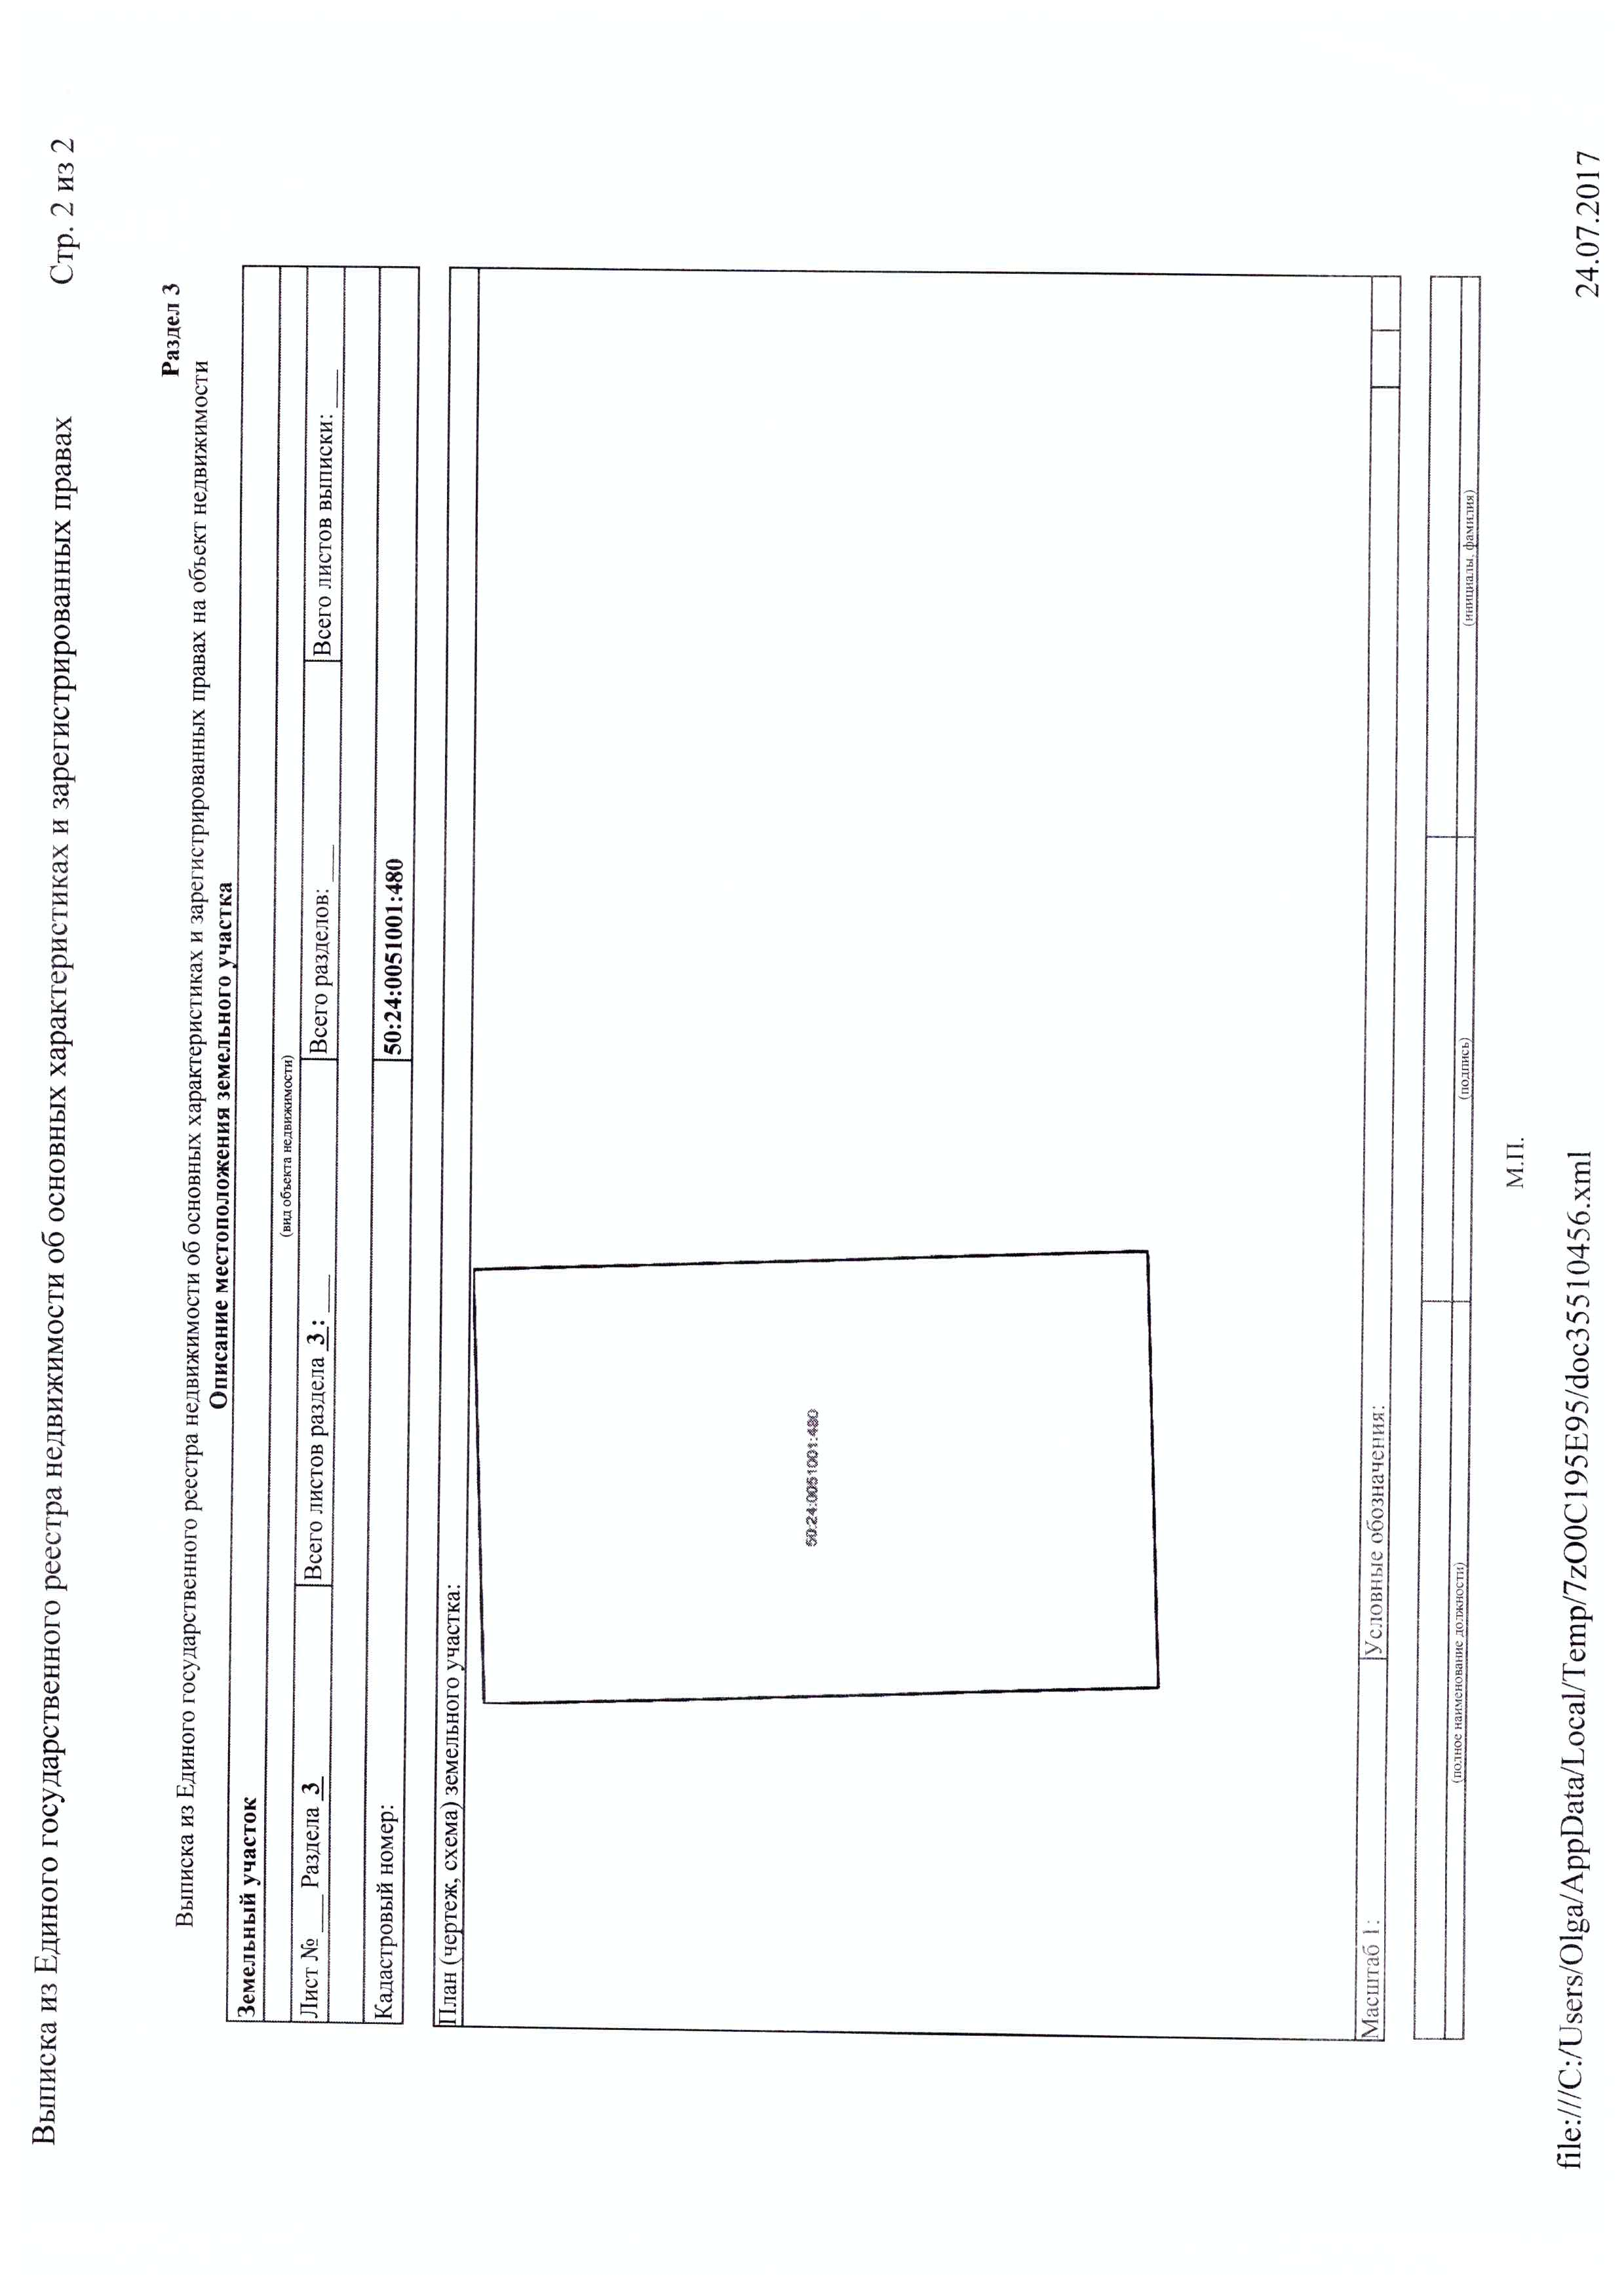 Выписка из Единого государственного реестра недвижимости об основных характеристиках и зарегистрированных правах Стр. 2 из 2
Раздел 3
Выписка из Единого государственного реестра недвижимости об основных характеристиках и зарегистрированных правах на объект недвижимости
Описание местоположения земельного участка
Земельный участок
(вид объекта недвижимости)
Лист № ___ Раздела 3 Всего листов раздела 3 : ___ Всего разделов: ___ Всего листов выписки: ___
Кадастровый номер: 50:24:0051001:480
План (чертеж, схема) земельного участка:
50:24:0051001:480
Масштаб 1: Условные обозначения:
(полное наименование должности) (подпись) (инициалы, фамилия)
М.П.
file:///C:/Users/Olga/AppData/Local/Temp/7zO0C195E95/doc35510456.xml 24.07.2017